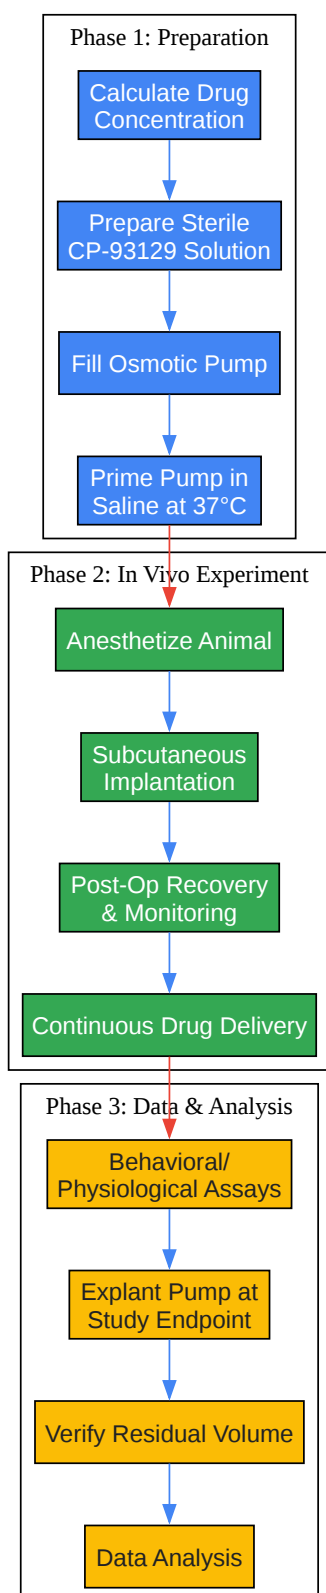 Phase 1: Preparation
Calculate Drug
Concentration
Prepare Sterile
CP-93129 Solution
Fill Osmotic Pump
Prime Pump in
Saline at 37°C
Phase 2: In Vivo Experiment
Anesthetize Animal
Subcutaneous
Implantation
Post-Op Recovery
& Monitoring
Continuous Drug Delivery
Phase 3: Data & Analysis
Behavioral/
Physiological Assays
Explant Pump at
Study Endpoint
Verify Residual Volume
Data Analysis